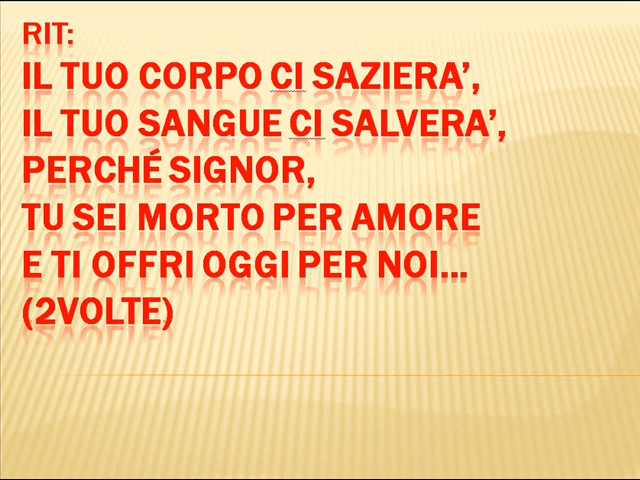 RIT:
IL TUO CORPO CI SAZIERA’,
IL TUO SANGUE CI SALVERA’,
PERCHÉ SIGNOR,
TU SEI MORTO PER AMORE
E TI OFFRI OGGI PER NOI...
(2VOLTE)